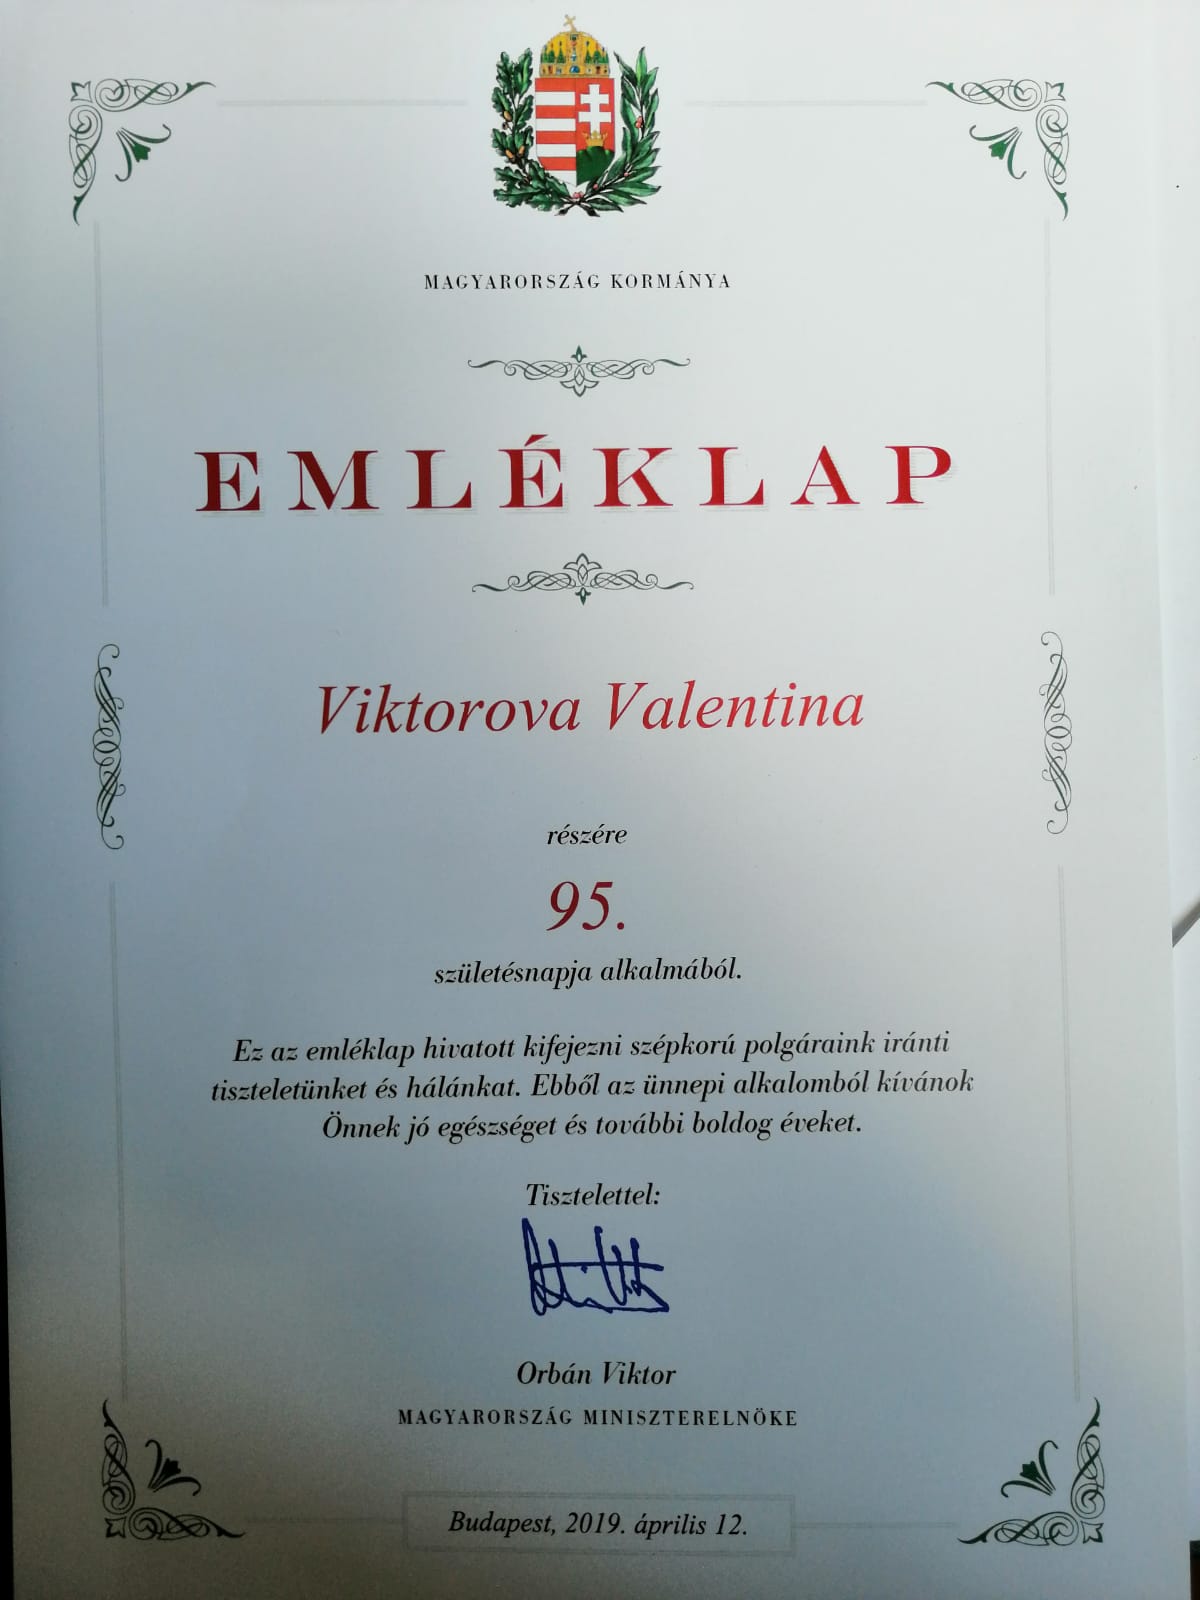 MAGYARORSZÁG KORMÁNYA
EMLÉKLAP
Viktorova Valentina
részére
95.
születésnapja alkalmából.
Ez az emléklap hivatott kifejezni szépkorú polgáraink iránti
tiszteletünket és hálánkat. Ebből az ünnepi alkalomból kívánok
Önnek jó egészséget és további boldog éveket.
Tisztelettel:
Orbán Viktor
MAGYARORSZÁG MINISZTERELNÖKE
Budapest, 2019. április 12.